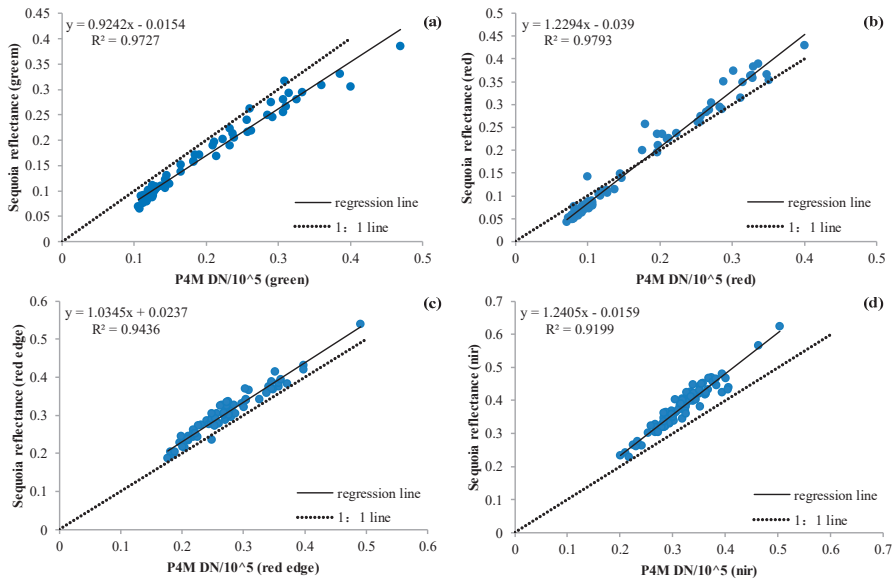 y = 0.9242x - 0.0154
R² = 0.9727
(a)
0.45
0.4
0.35
0.3
0.25
0.2
0.15
0.1
0.05
0
Sequoia reflectance (green)
regression line
1：1 line
0 0.1 0.2 0.3 0.4 0.5
P4M DN/10^5 (green)
y = 1.2294x - 0.039
R² = 0.9793
(b)
0.5
0.45
0.4
0.35
0.3
0.25
0.2
0.15
0.1
0.05
0
Sequoia reflectance (red)
regression line
1：1 line
0 0.1 0.2 0.3 0.4 0.5
P4M DN/10^5 (red)
y = 1.0345x + 0.0237
R² = 0.9436
(c)
0.6
0.5
0.4
0.3
0.2
0.1
0
Sequoia reflectance (red edge)
regression line
1：1 line
0 0.1 0.2 0.3 0.4 0.5 0.6
P4M DN/10^5 (red edge)
y = 1.2405x - 0.0159
R² = 0.9199
(d)
0.7
0.6
0.5
0.4
0.3
0.2
0.1
0
Sequoia reflectance (nir)
regression line
1：1 line
0 0.1 0.2 0.3 0.4 0.5 0.6 0.7
P4M DN/10^5 (nir)